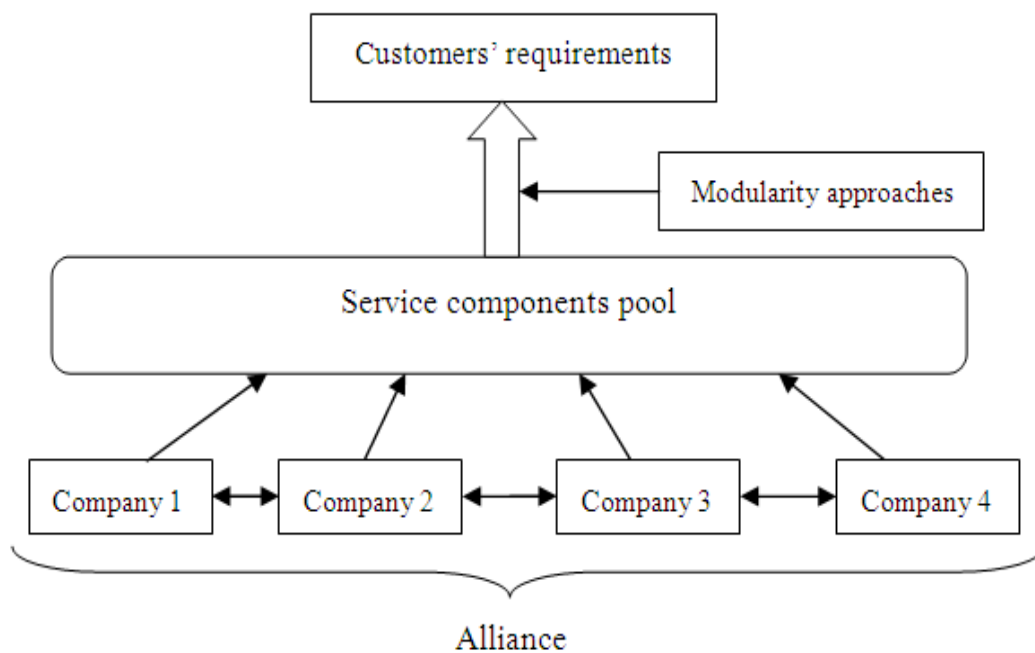 Customers’ requirements
Modularity approaches
Service components pool
Company 1
Company 2
Company 3
Company 4
Alliance